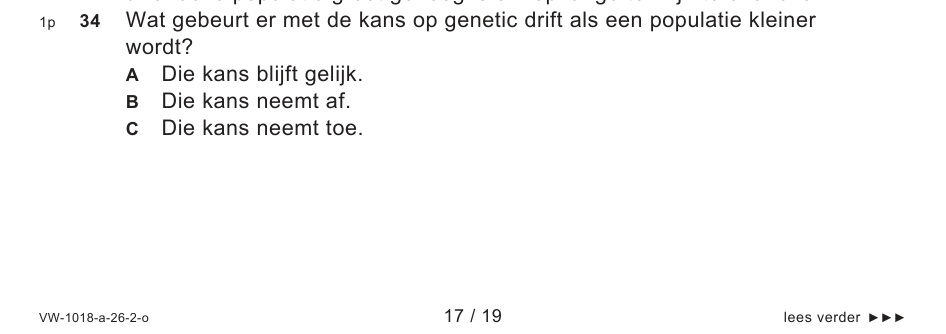 1p 34 Wat gebeurt er met de kans op genetic drift als een populatie kleiner
wordt?
A Die kans blijft gelijk.
B Die kans neemt af.
C Die kans neemt toe.
VW-1018-a-26-2-o 17 / 19 lees verder ►►►